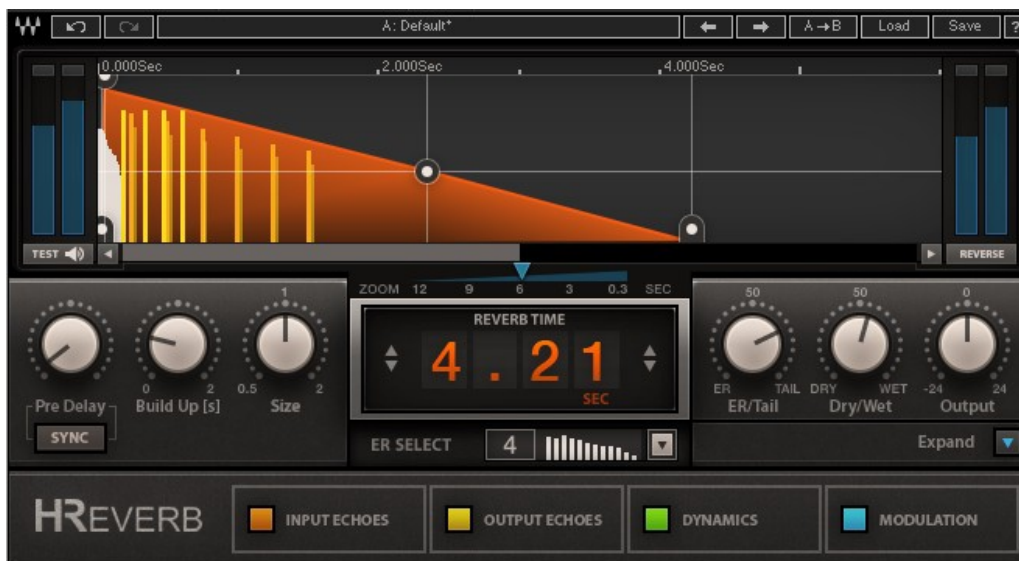 A: Default* A→B Load Save ?
0.000Sec 2.000Sec 4.000Sec
TEST REVERSE
ZOOM 12 9 6 3 0.3 SEC
1 50 50 0
REVERB TIME
4.21
SEC
0 2 0.5 2 ER TAIL DRY WET -24 24
Pre Delay Build Up [s] Size ER/Tail Dry/Wet Output
SYNC
ER SELECT 4 Expand
HREVERB INPUT ECHOES OUTPUT ECHOES DYNAMICS MODULATION